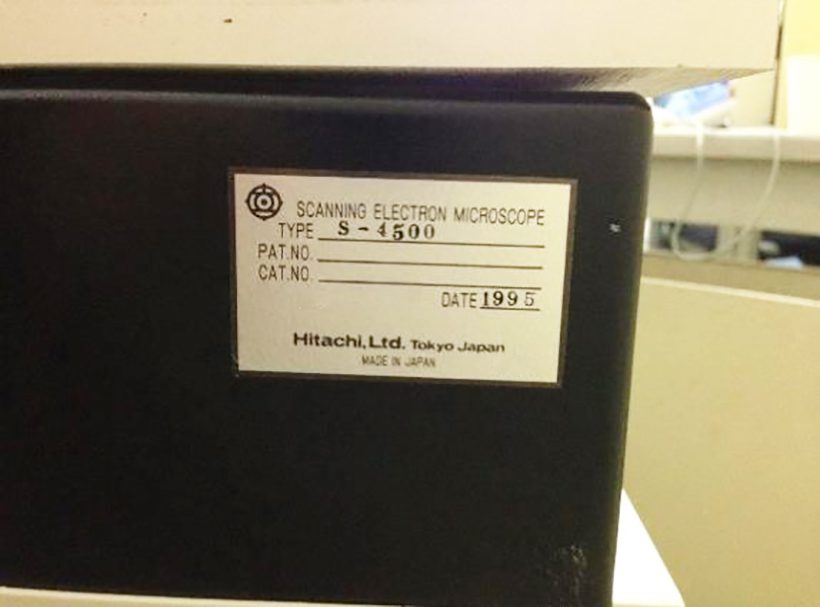 SCANNING ELECTRON MICROSCOPE
TYPE S-4500
PAT.NO.
CAT.NO.
DATE 1995
Hitachi, Ltd. Tokyo Japan
MADE IN JAPAN